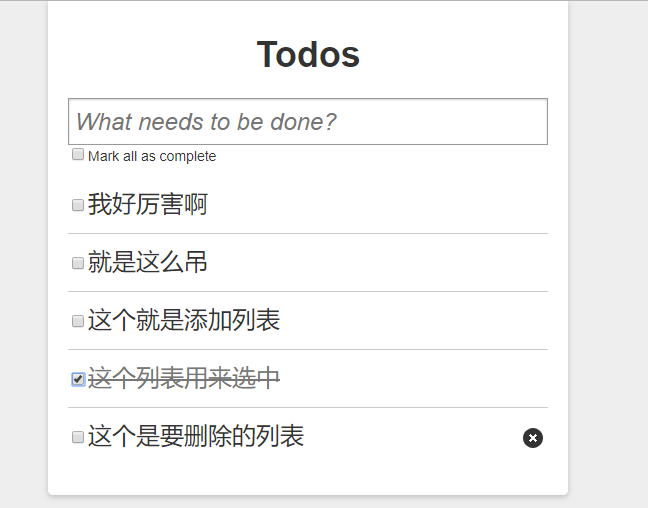 Todos
What needs to be done?
Mark all as complete
我好厉害啊
就是这么吊
这个就是添加列表
这个列表用来选中
这个是要删除的列表